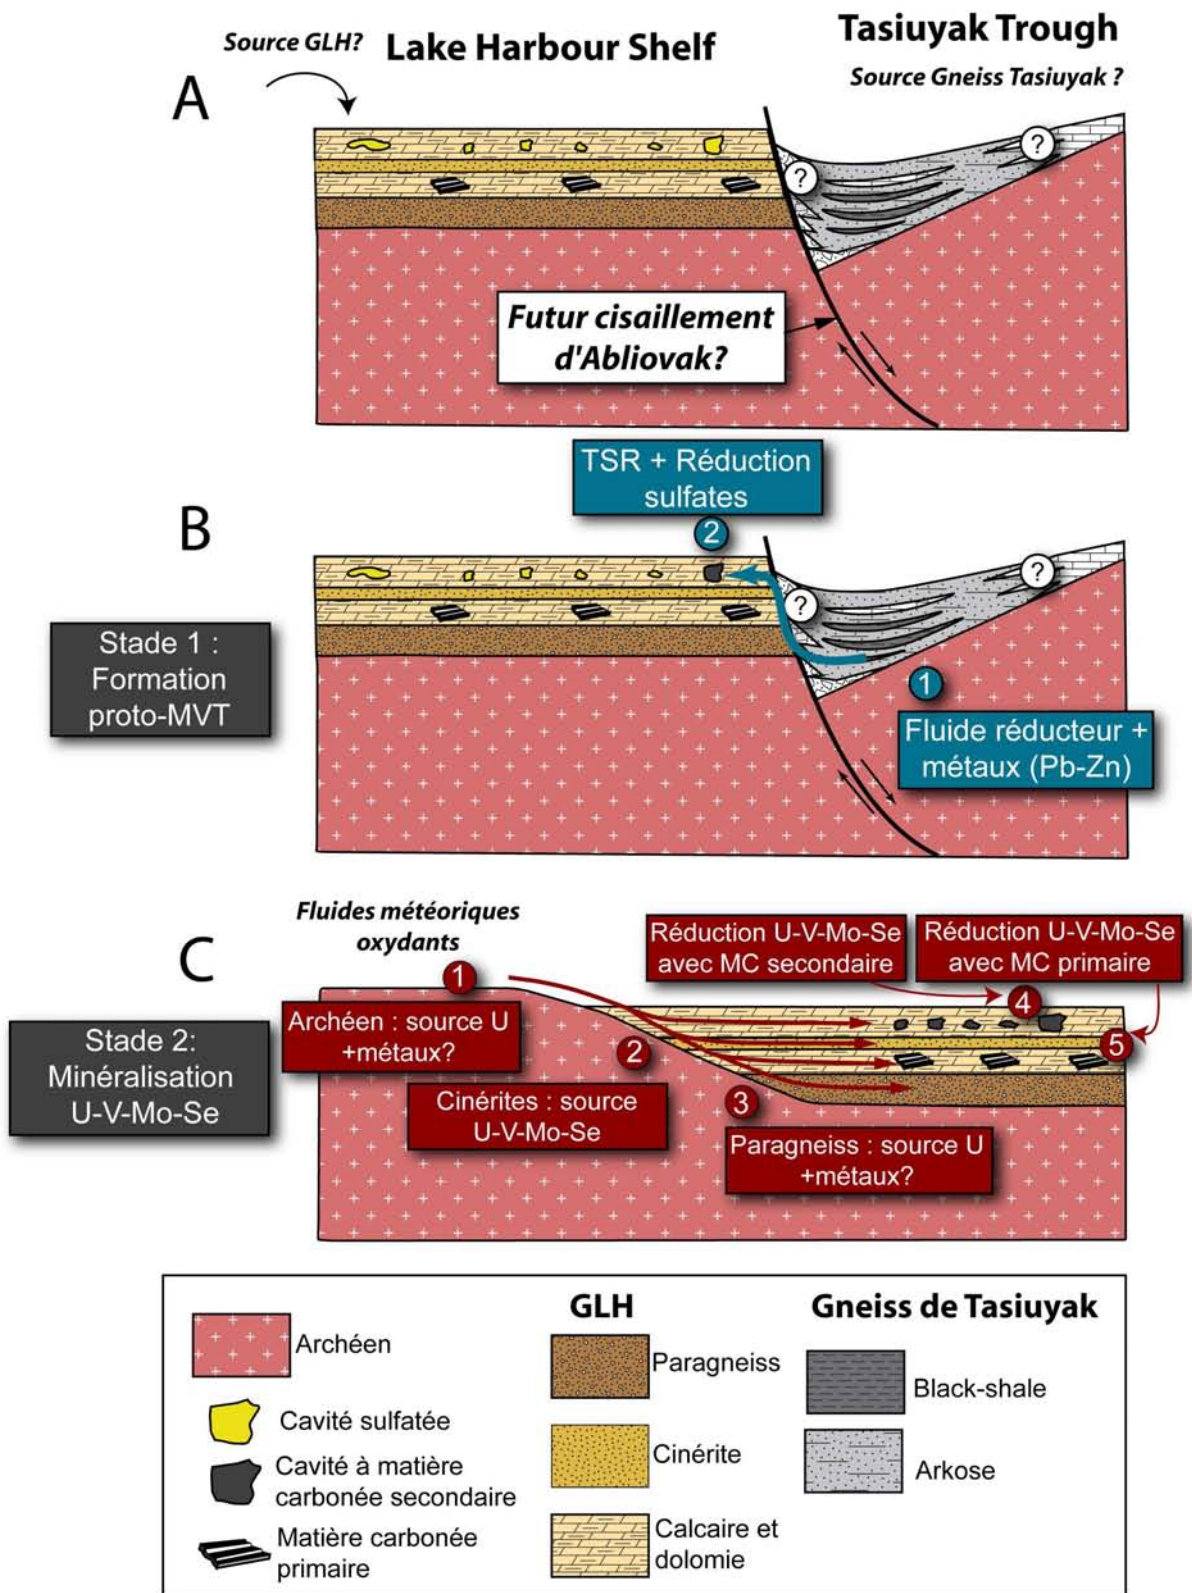 Source GLH?
Lake Harbour Shelf
Tasiuyak Trough
Source Gneiss Tasiuyak ?
A
?
?
Futur cisaillement
d'Abliovak?
TSR + Réduction
sulfates
2
B
?
?
Stade 1 :
Formation
proto-MVT
1
Fluide réducteur +
métaux (Pb-Zn)
Fluides météoriques
oxydants
Réduction U-V-Mo-Se
avec MC secondaire
Réduction U-V-Mo-Se
avec MC primaire
C
1
4
Archéen : source U
+métaux?
Stade 2:
Minéralisation
U-V-Mo-Se
2
5
Cinérites : source
U-V-Mo-Se
3
Paragneiss : source U
+métaux?
GLH
Gneiss de Tasiuyak
Archéen
Paragneiss
Black-shale
Cavité sulfatée
Cinérite
Arkose
Cavité à matière
carbonée secondaire
Matière carbonée
primaire
Calcaire et
dolomie